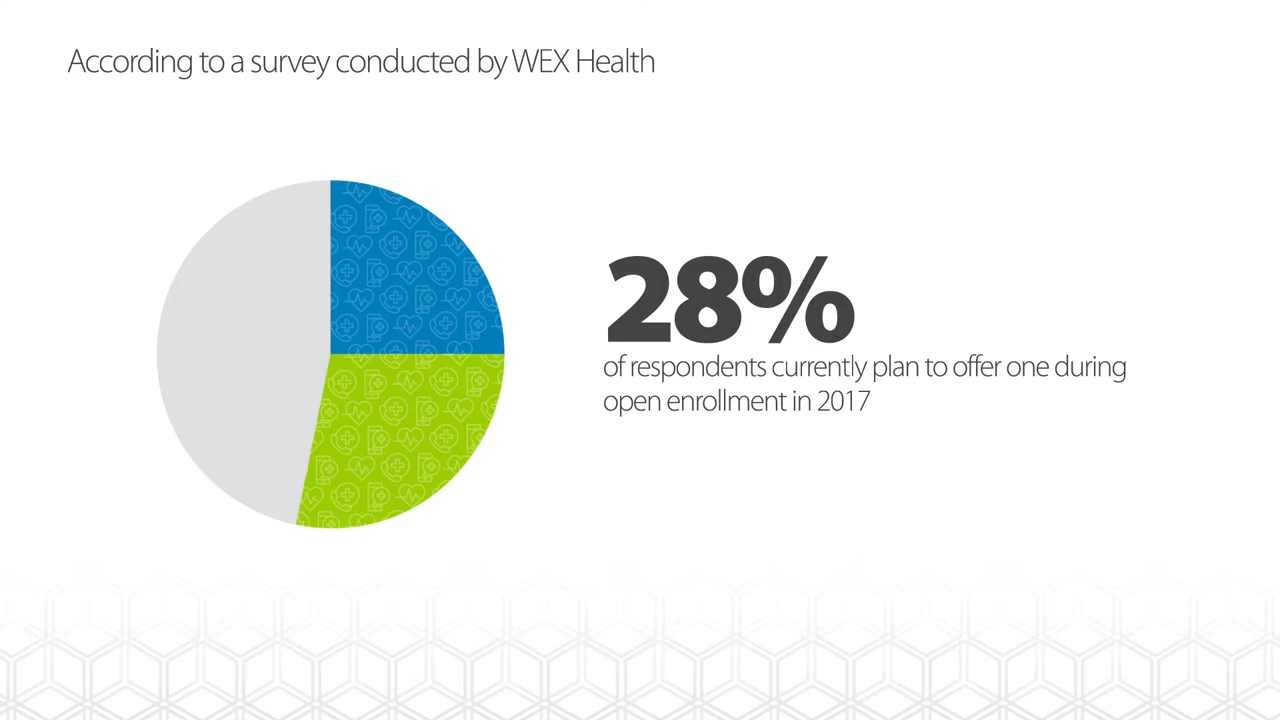 According to a survey conducted by WEX Health
28%
of respondents currently plan to offer one during
open enrollment in 2017